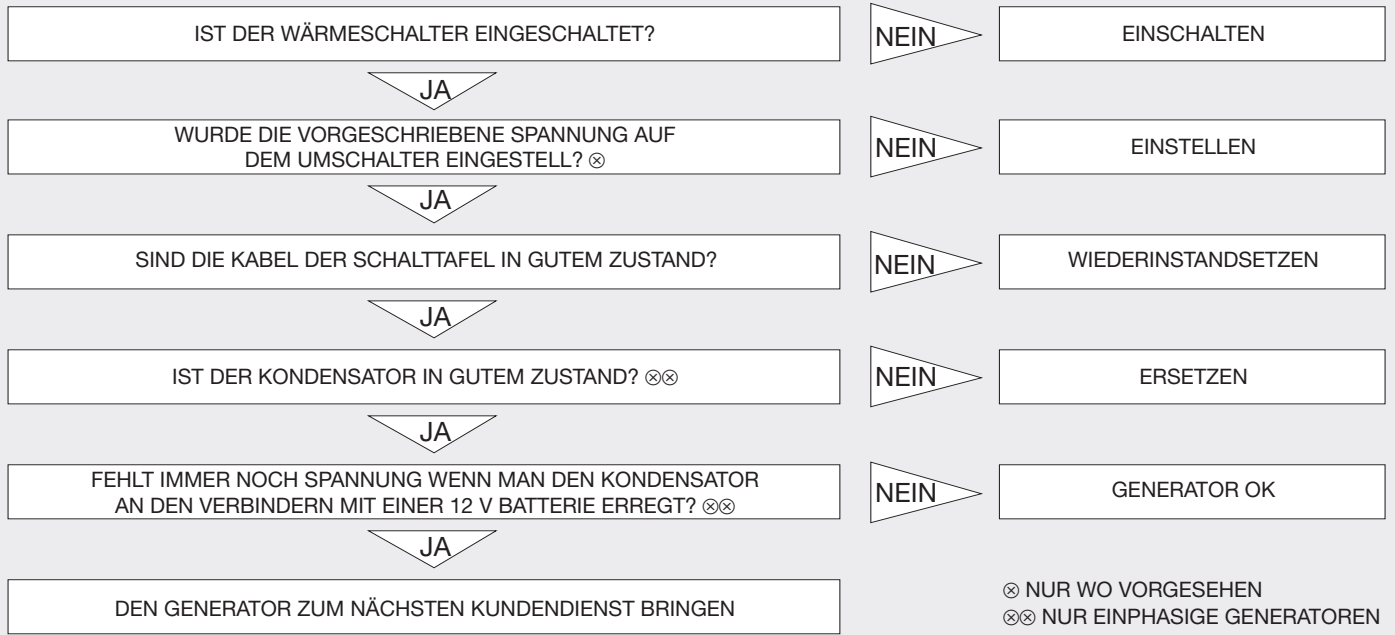 IST DER WÄRMESCHALTER EINGESCHALTET?
NEIN
EINSCHALTEN
JA
WURDE DIE VORGESCHRIEBENE SPANNUNG AUF
DEM UMSCHALTER EINGESTELL? ⊗
NEIN
EINSTELLEN
JA
SIND DIE KABEL DER SCHALTTAFEL IN GUTEM ZUSTAND?
NEIN
WIEDERINSTANDSETZEN
JA
IST DER KONDENSATOR IN GUTEM ZUSTAND? ⊗⊗
NEIN
ERSETZEN
JA
FEHLT IMMER NOCH SPANNUNG WENN MAN DEN KONDENSATOR
AN DEN VERBINDERN MIT EINER 12 V BATTERIE ERREGT? ⊗⊗
NEIN
GENERATOR OK
JA
DEN GENERATOR ZUM NÄCHSTEN KUNDENDIENST BRINGEN
⊗ NUR WO VORGESEHEN
⊗⊗ NUR EINPHASIGE GENERATOREN